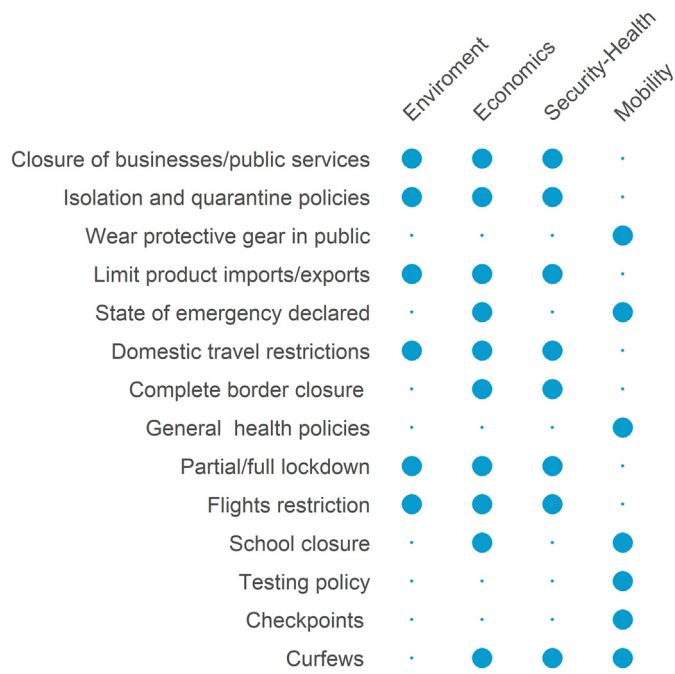 Enviroment
Economics
Security-Health
Mobility
Closure of businesses/public services
Isolation and quarantine policies
Wear protective gear in public
Limit product imports/exports
State of emergency declared
Domestic travel restrictions
Complete border closure
General  health policies
Partial/full lockdown
Flights restriction
School closure
Testing policy
Checkpoints
Curfews